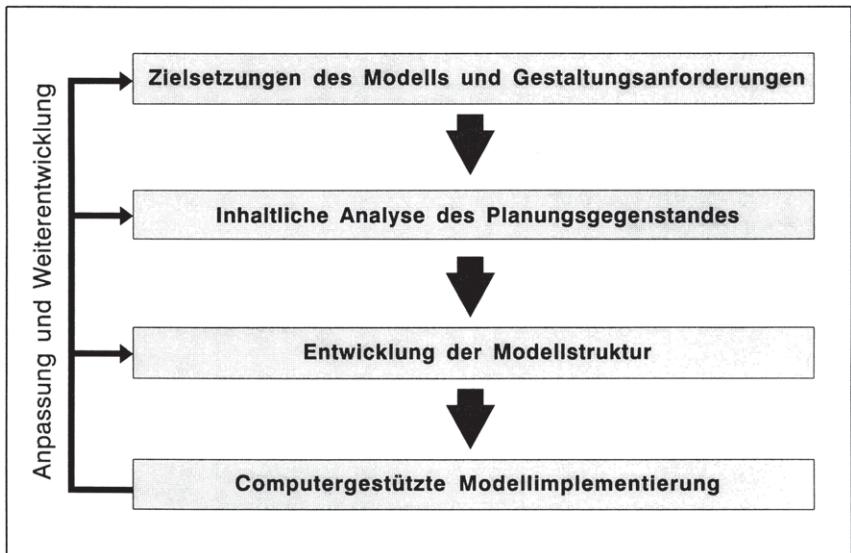 Anpassung und Weiterentwicklung
Zielsetzungen des Modells und Gestaltungsanforderungen
Inhaltliche Analyse des Planungsgegenstandes
Entwicklung der Modellstruktur
Computergestützte Modellimplementierung